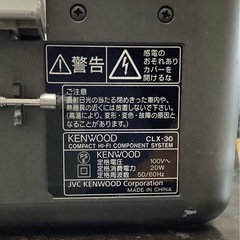 警告
感電の
おそれあり
カバーを
開けるな
ご注意
直射日光の当たる閉めきった車内や、
熱器具の近くには放置しないで下さい。
(高温により、変形・変色・故障の原因
となることがあります。)
KENWOOD CLX-30
COMPACT HI-FI COMPONENT SYSTEM
KENWOOD
定格電圧 100V~
定格消費電力 20W
定格周波数 50/60Hz
JVC KENWOOD Corporation
MADE IN CHINA